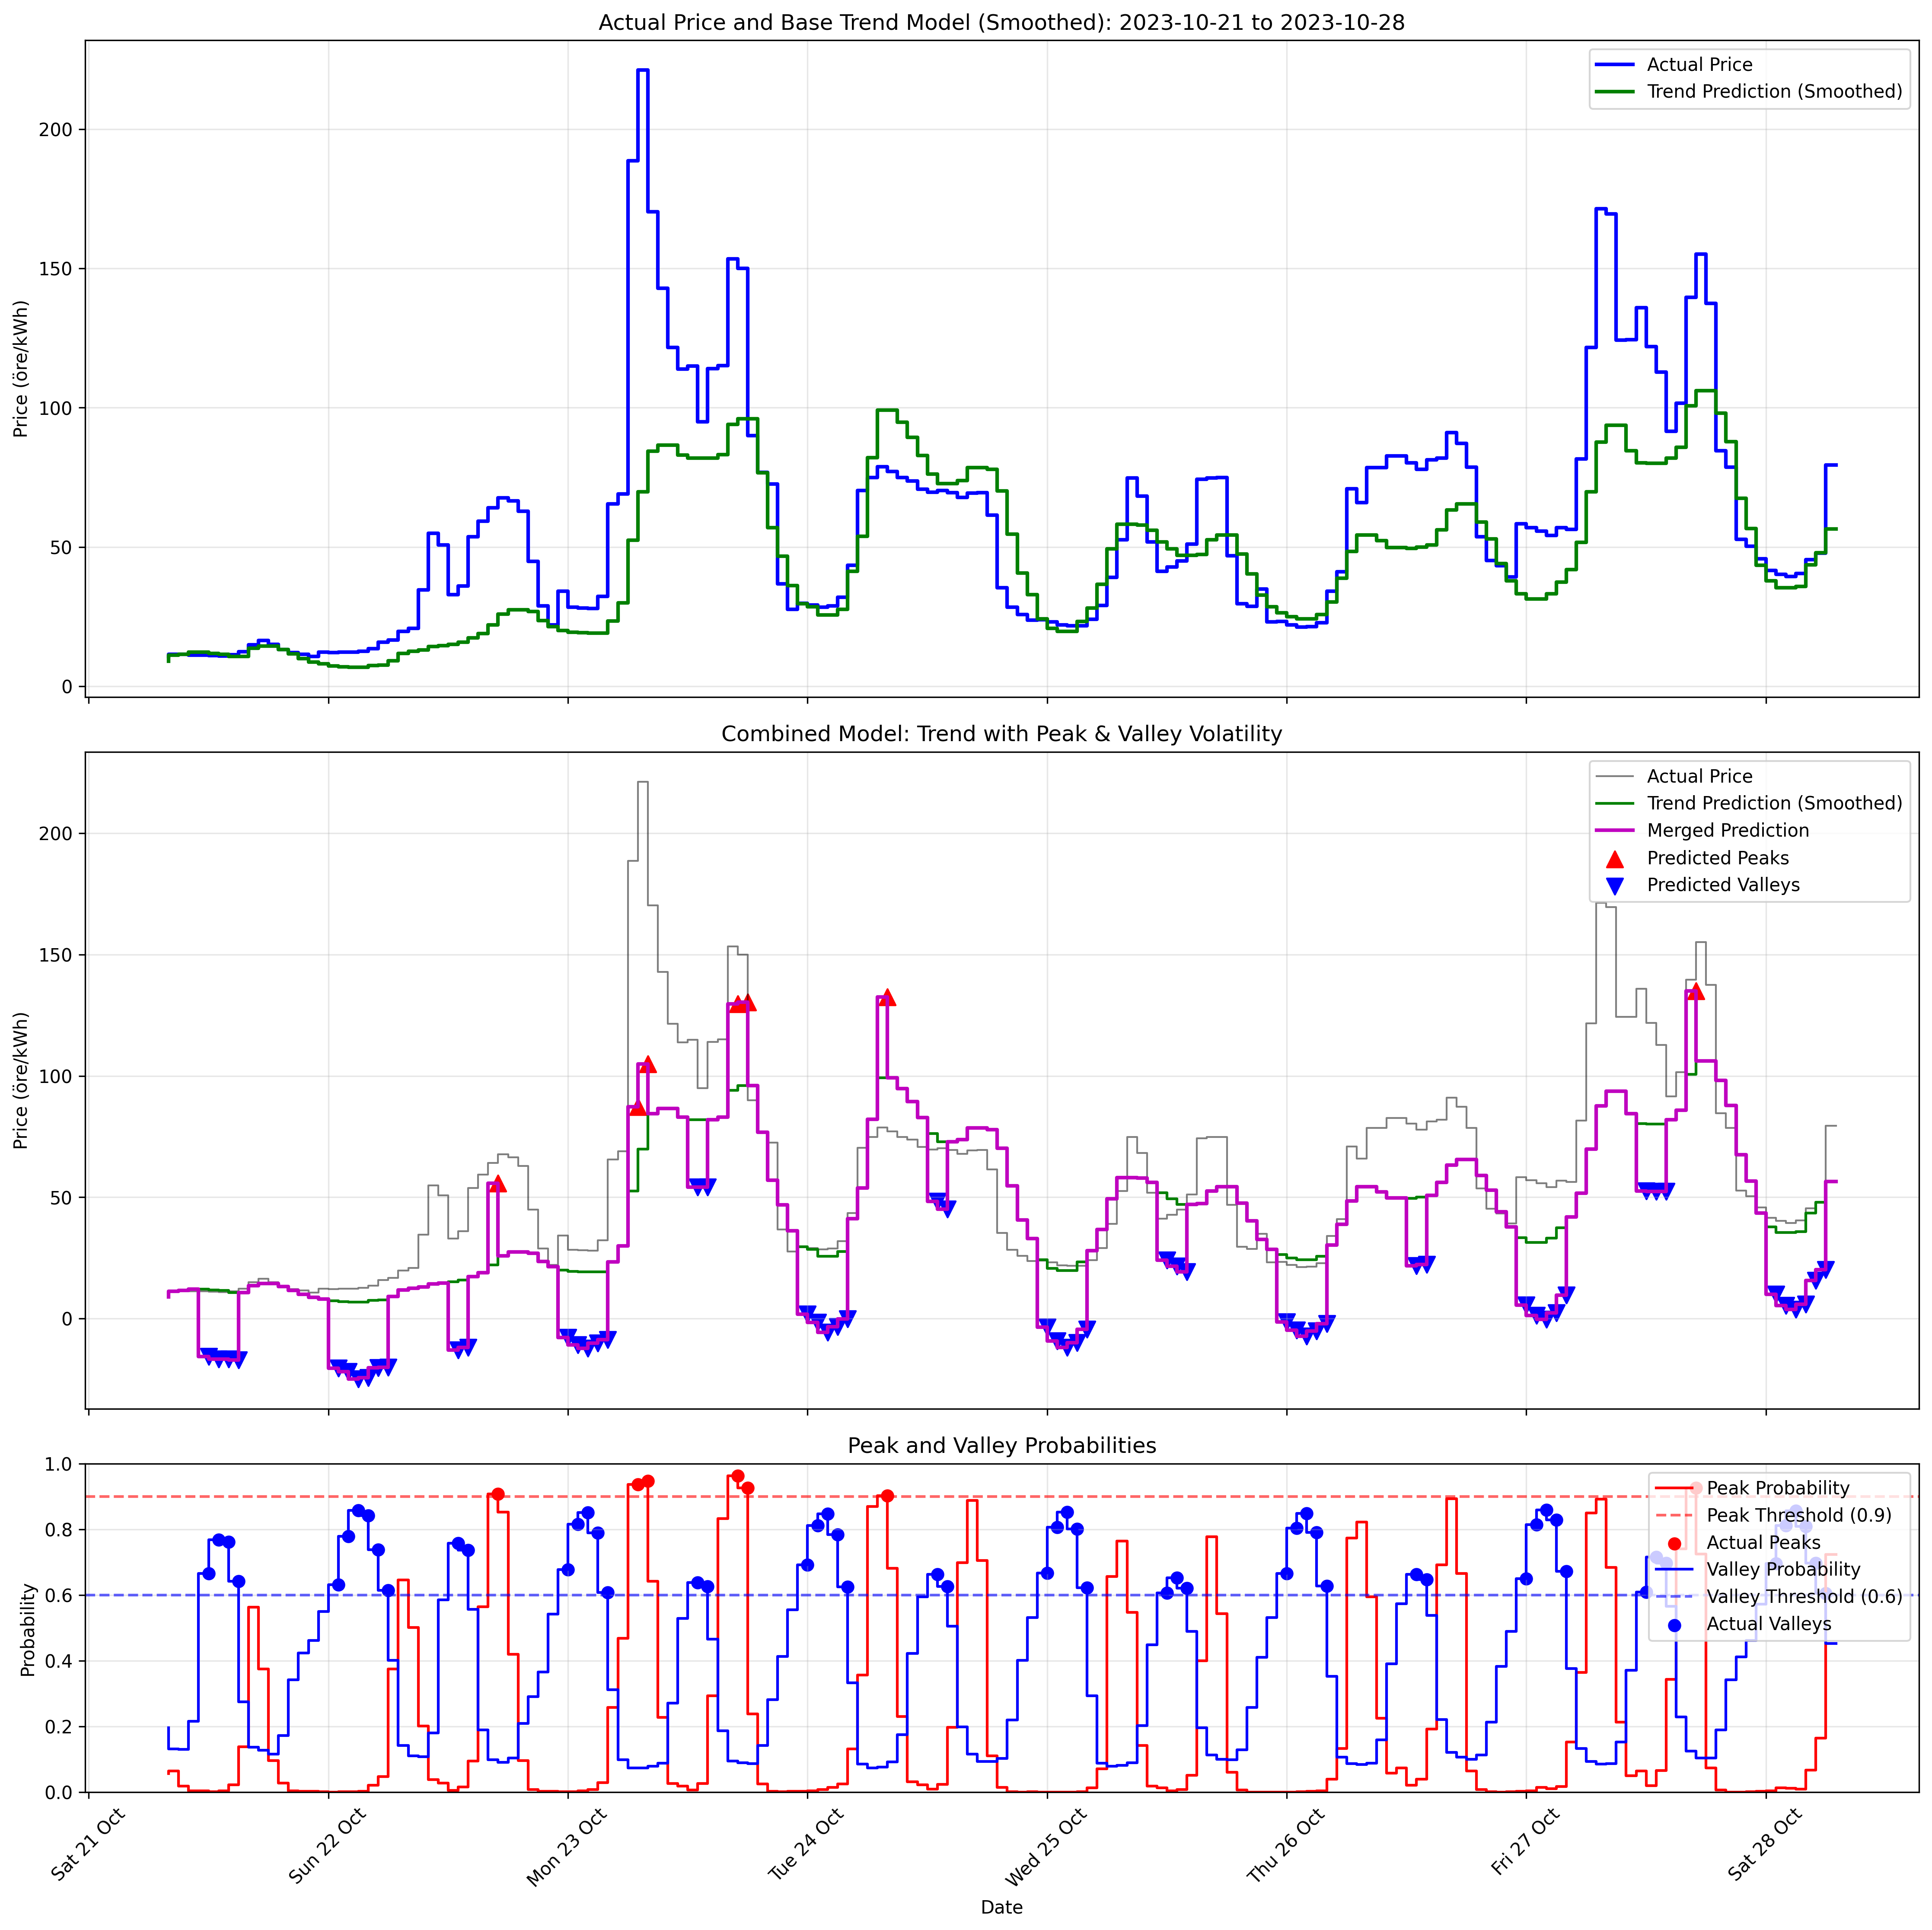 Actual Price and Base Trend Model (Smoothed): 2023-10-21 to 2023-10-28
Actual Price
Trend Prediction (Smoothed)
Price (öre/kWh)
200
150
100
50
0
Combined Model: Trend with Peak & Valley Volatility
Actual Price
Trend Prediction (Smoothed)
Merged Prediction
Predicted Peaks
Predicted Valleys
Price (öre/kWh)
200
150
100
50
0
Peak and Valley Probabilities
Peak Probability
Peak Threshold (0.9)
Actual Peaks
Valley Probability
Valley Threshold (0.6)
Actual Valleys
Probability
1.0
0.8
0.6
0.4
0.2
0.0
Sat 21 Oct
Sun 22 Oct
Mon 23 Oct
Tue 24 Oct
Wed 25 Oct
Thu 26 Oct
Fri 27 Oct
Sat 28 Oct
Date